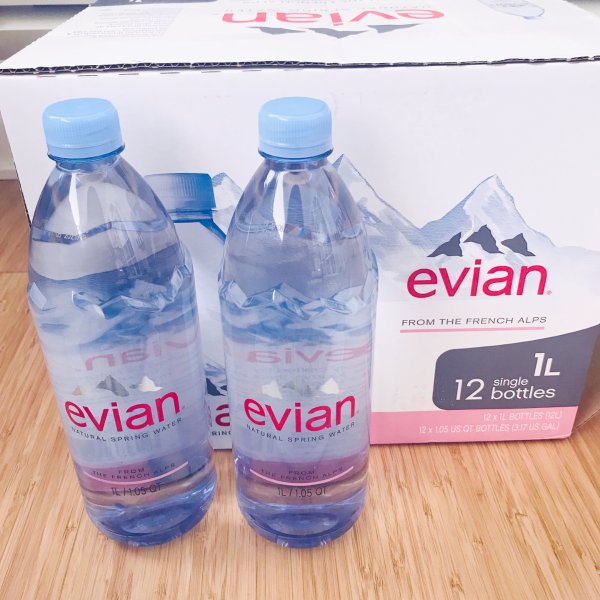 evian
evian
FROM THE FRENCH ALPS
1L
12 single bottles
12 x 1L BOTTLES (12L)
12 x 1.05 US QT BOTTLES (3.17 US GAL)
evian
NATURAL SPRING WATER
FROM
THE FRENCH ALPS
1L / 1.05 QT
evian
NATURAL SPRING WATER
FROM
THE FRENCH ALPS
1L / 1.05 QT